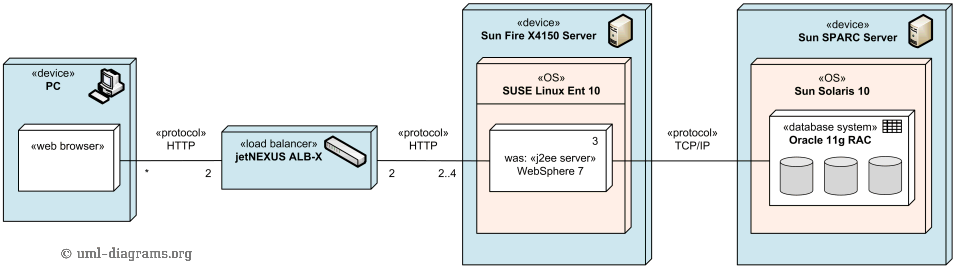 «device»
PC
«web browser»
«protocol»
HTTP
*
2
«load balancer»
jetNEXUS ALB-X
«protocol»
HTTP
2
2..4
«device»
Sun Fire X4150 Server
«OS»
SUSE Linux Ent 10
3
was: «j2ee server»
WebSphere 7
«protocol»
TCP/IP
«device»
Sun SPARC Server
«OS»
Sun Solaris 10
«database system»
Oracle 11g RAC
© uml-diagrams.org